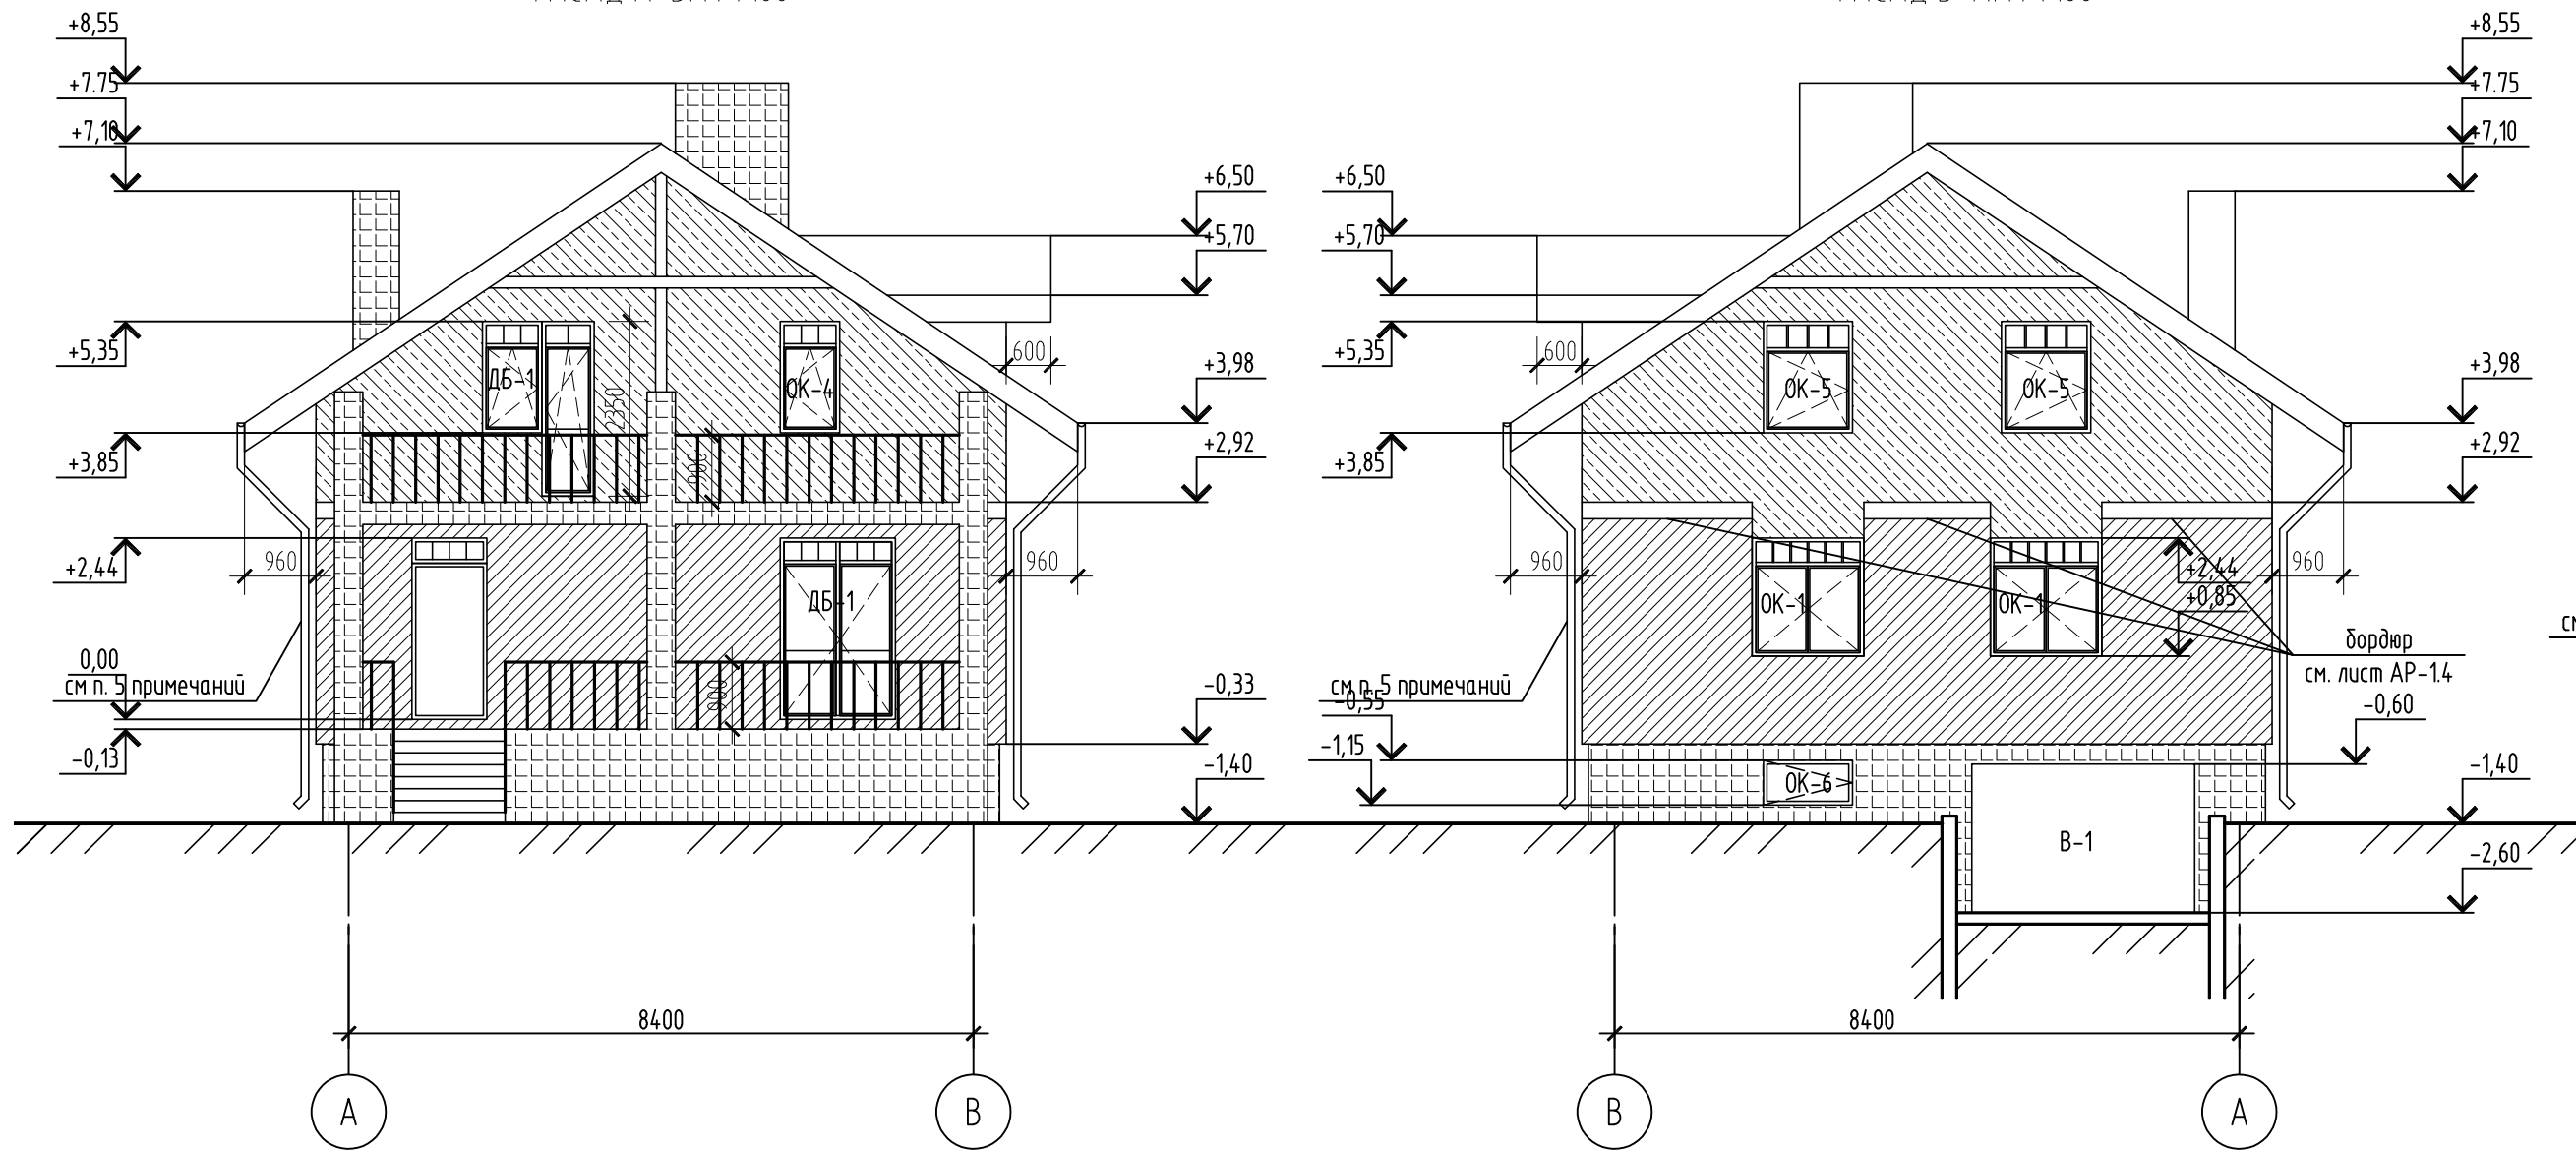 +8,55
+7.75
+7,10
+5,35
+3,85
+2,44
0,00
см п. 5 примечаний
-0,13
ДБ-1
2350
ОК-4
900
960
ДБ-1
900
960
600
+6,50
+5,70
+3,98
+2,92
-0,33
-1,40
8400
А
В
+6,50
+5,70
+5,35
600
+3,85
960
см п. 5 примечаний
-0,55
-1,15
ОК-5
ОК-5
ОК-1
ОК-1
+2,44
+0,85
960
ОК-6
В-1
+8,55
+7.75
+7,10
+3,98
+2,92
бордюр
см. лист АР-1.4
-0,60
-1,40
-2,60
8400
В
А